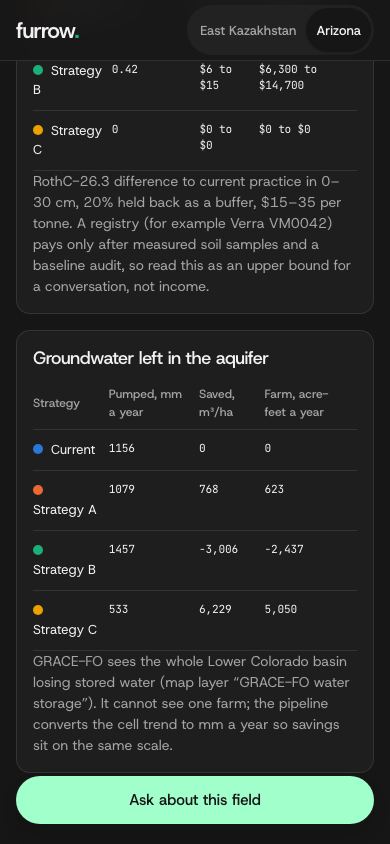 furrow.
East Kazakhstan Arizona
Strategy B 0.42 $6 to $15 $6,300 to $14,700
Strategy C 0 $0 to $0 $0 to $0
RothC-26.3 difference to current practice in 0–
30 cm, 20% held back as a buffer, $15–35 per
tonne. A registry (for example Verra VM0042)
pays only after measured soil samples and a
baseline audit, so read this as an upper bound for
a conversation, not income.
Groundwater left in the aquifer
Strategy Pumped, mm a year Saved, m³/ha Farm, acre-feet a year
Current 1156 0 0
Strategy A 1079 768 623
Strategy B 1457 -3,006 -2,437
Strategy C 533 6,229 5,050
GRACE-FO sees the whole Lower Colorado basin
losing stored water (map layer “GRACE-FO water
storage”). It cannot see one farm; the pipeline
converts the cell trend to mm a year so savings
sit on the same scale.
Ask about this field